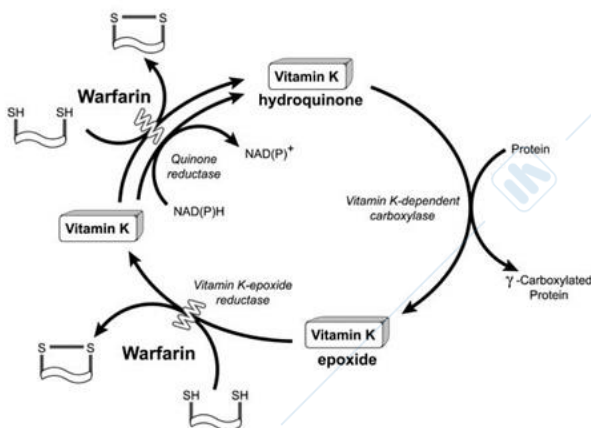 S S
Warfarin
SH SH
Vitamin K
hydroquinone
NAD(P)+
Quinone
reductase
NAD(P)H
Protein
Vitamin K-dependent
carboxylase
Vitamin K
γ-Carboxylated
Protein
Vitamin K-epoxide
reductase
Vitamin K
epoxide
S S
Warfarin
SH SH